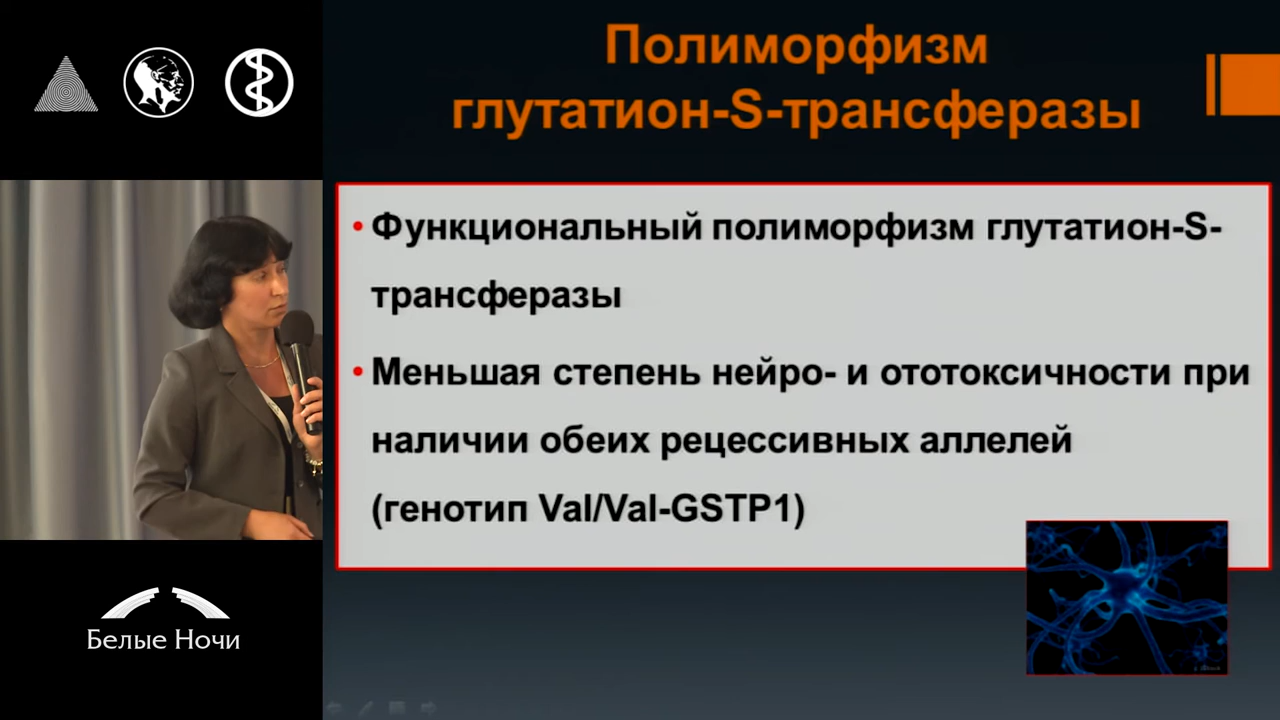 Полиморфизм
глутатион-S-трансферазы
• Функциональный полиморфизм глутатион-S-
трансферазы
• Меньшая степень нейро- и ототоксичности при
наличии обеих рецессивных аллелей
(генотип Val/Val-GSTP1)
Белые Ночи